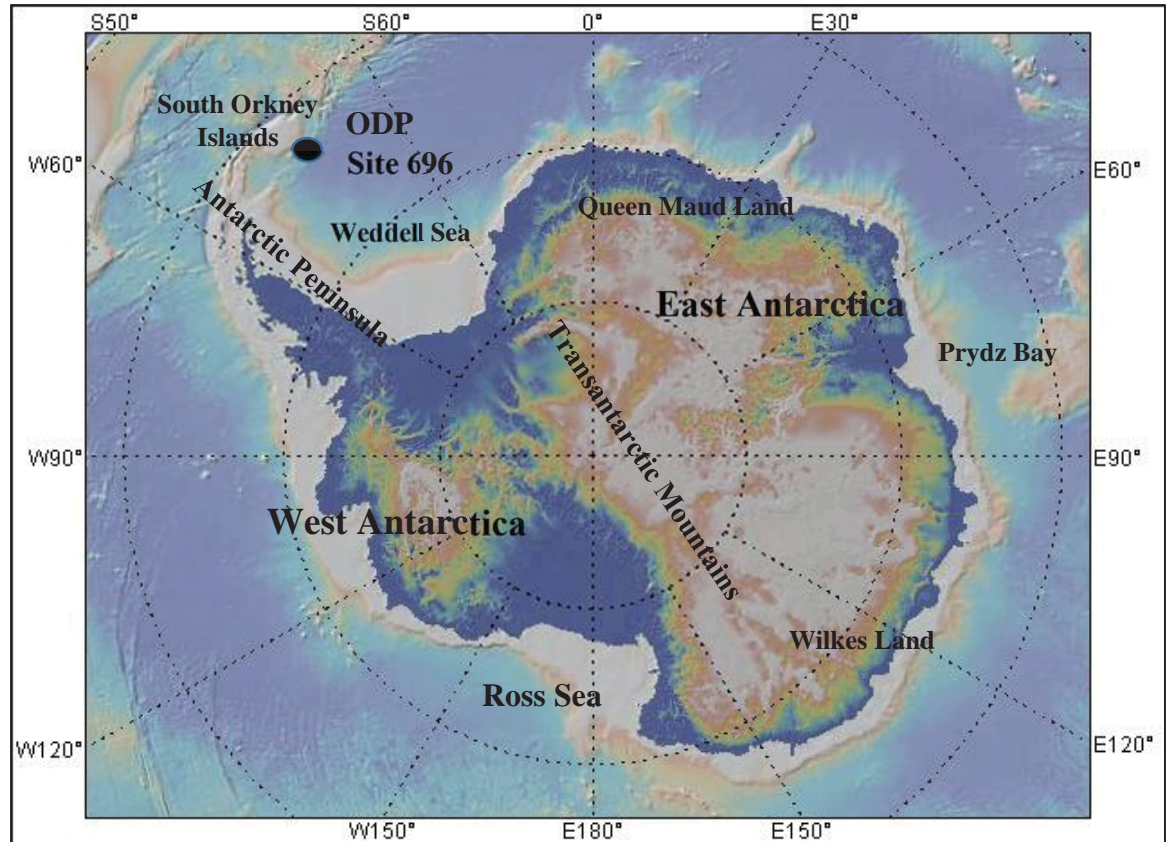 S50°
S60°
0°
E30°
South Orkney
Islands
ODP
Site 696
W60°
E60°
Antarctic Peninsula
Weddell Sea
Queen Maud Land
East Antarctica
Transantarctic Mountains
Prydz Bay
W90°
E90°
West Antarctica
Wilkes Land
Ross Sea
W120°
E120°
W150°
E180°
E150°